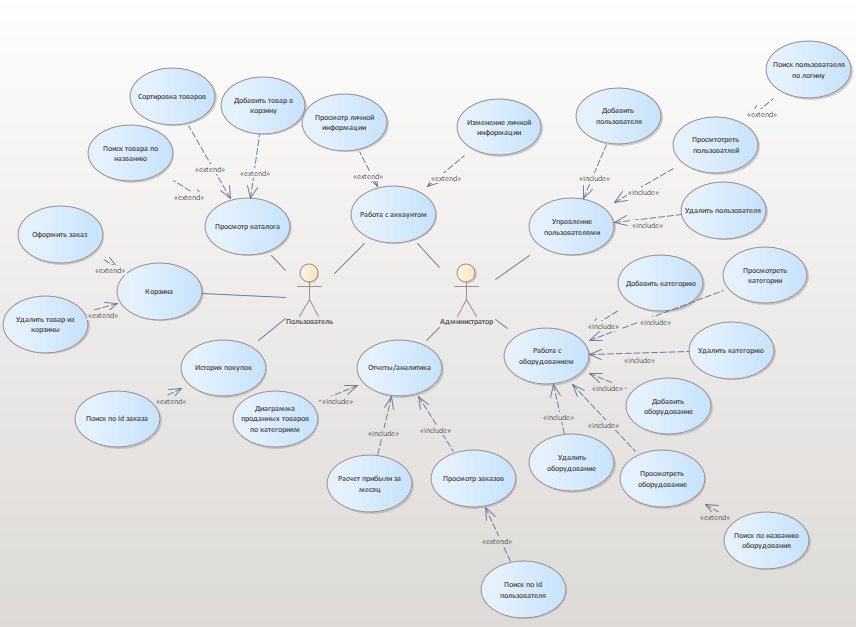 Поиск пользователя
по логину
«extend»
Сортировка товаров
Добавить товар в
корзину
Просмотр личной
информации
Изменение личной
информации
Добавить
пользователя
Поиск товара по
названию
Просмтотреть
пользоватлей
«extend»
«extend»
«extend»
«extend»
«extend»
«include»
«include»
Оформить заказ
Просмотр каталога
Работа с аккаунтом
Управление
пользователями
«include»
Удалить пользователя
«extend»
Корзина
Добавить категорию
Просмотреть
категории
Удалить товар из
корзины
«extend»
Пользователь
Администратор
«include»
«include»
История покупок
Отчеты/аналитика
Работа с
оборудованием
«include»
Удалить категорию
«include»
Поиск по id заказа
«extend»
Диаграмма
проданных товаров
по категориям
«include»
Добавить
оборудование
«include»
«include»
«include»
«include»
Расчет прибыли за
месяц
Просмотр заказов
Удалить
оборудование
Просмотреть
оборудование
«extend»
«extend»
Поиск по названию
оборудования
Поиск по id
пользователя